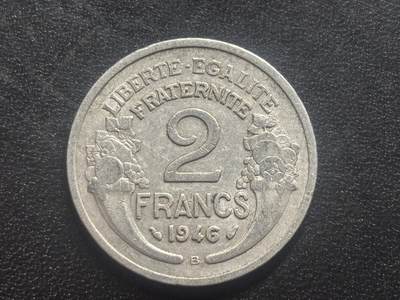 LIBERTE-EGALITE
FRATERNITE
2
FRANCS
1946
B